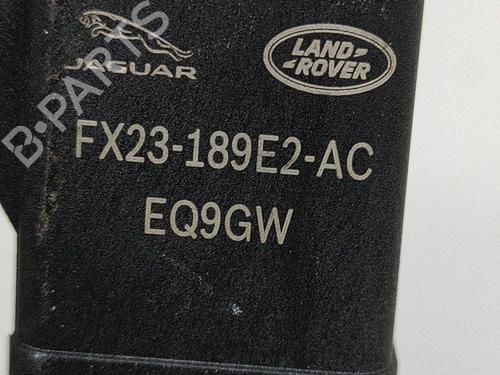 JAGUAR
LAND-
ROVER
FX23-189E2-AC
EQ9GW
B-PARTS